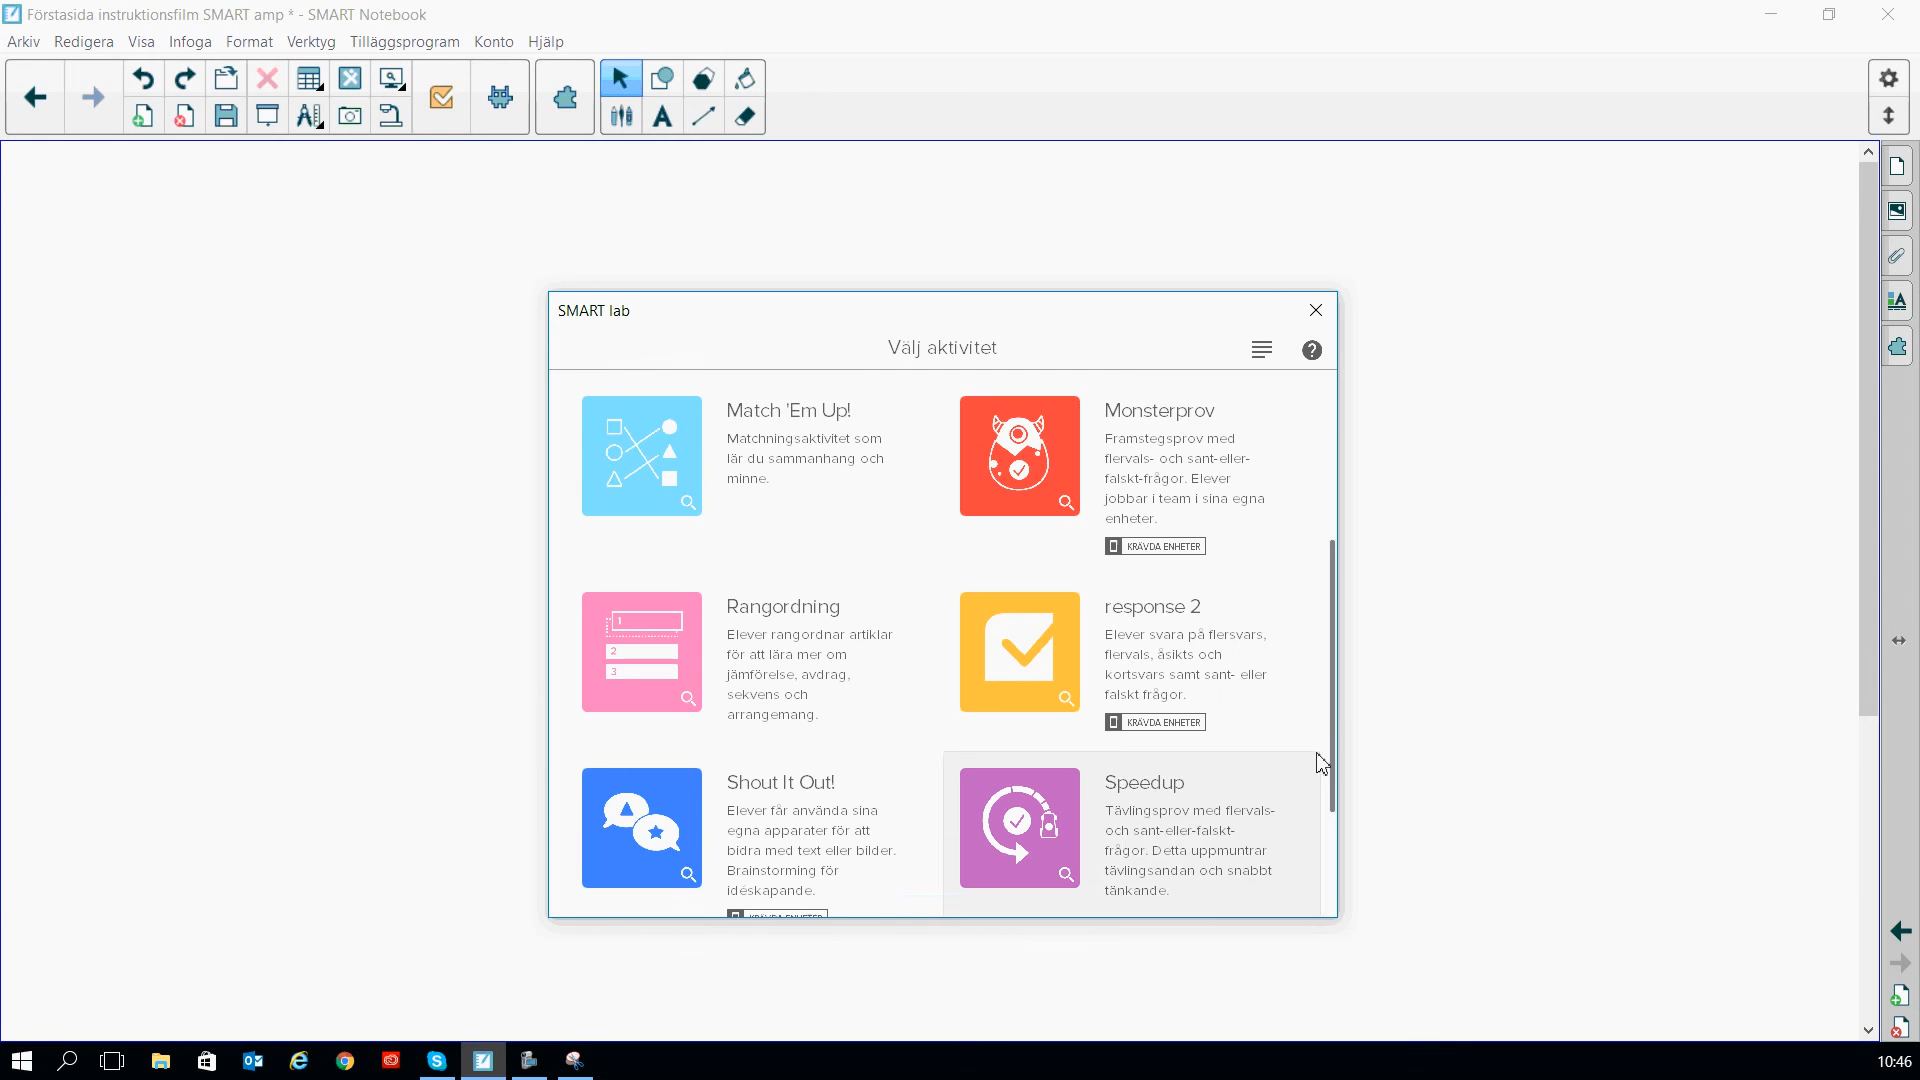 Förstasida instruktionsfilm SMART amp * - SMART Notebook
Arkiv Redigera Visa Infoga Format Verktyg Tilläggsprogram Konto Hjälp
SMART lab
Välj aktivitet
Match 'Em Up!
Matchningsaktivitet som
lär du sammanhang och
minne.
Monsterprov
Framstegsprov med
flervals- och sant-eller-
falskt-frågor. Elever
jobbar i team i sina egna
enheter.
KRÄVDA ENHETER
1
2
3
Rangordning
Elever rangordnar artiklar
för att lära mer om
jämförelse, avdrag,
sekvens och
arrangemang.
response 2
Elever svara på flersvars,
flervals, åsikts och
kortsvars samt sant- eller
falskt frågor.
KRÄVDA ENHETER
Shout It Out!
Elever får använda sina
egna apparater för att
bidra med text eller bilder.
Brainstorming för
idéskapande.
KRÄVDA ENHETER
Speedup
Tävlingsprov med flervals-
och sant-eller-falskt-
frågor. Detta uppmuntrar
tävlingsandan och snabbt
tänkande.
10:46